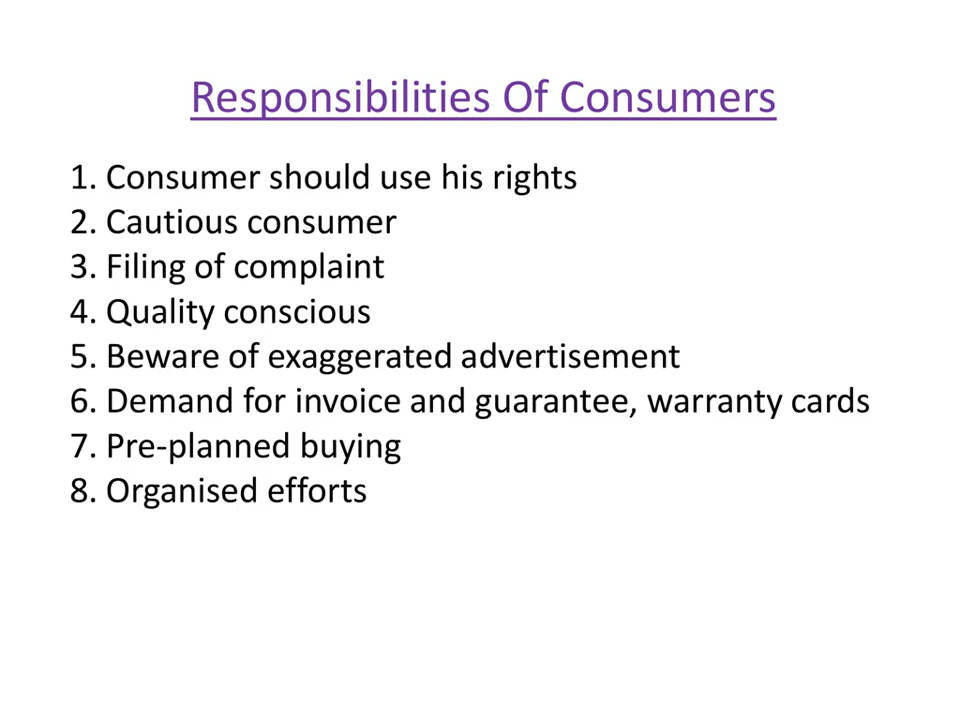 Responsibilities Of Consumers
1. Consumer should use his rights
2. Cautious consumer
3. Filing of complaint
4. Quality conscious
5. Beware of exaggerated advertisement
6. Demand for invoice and guarantee, warranty cards
7. Pre-planned buying
8. Organised efforts